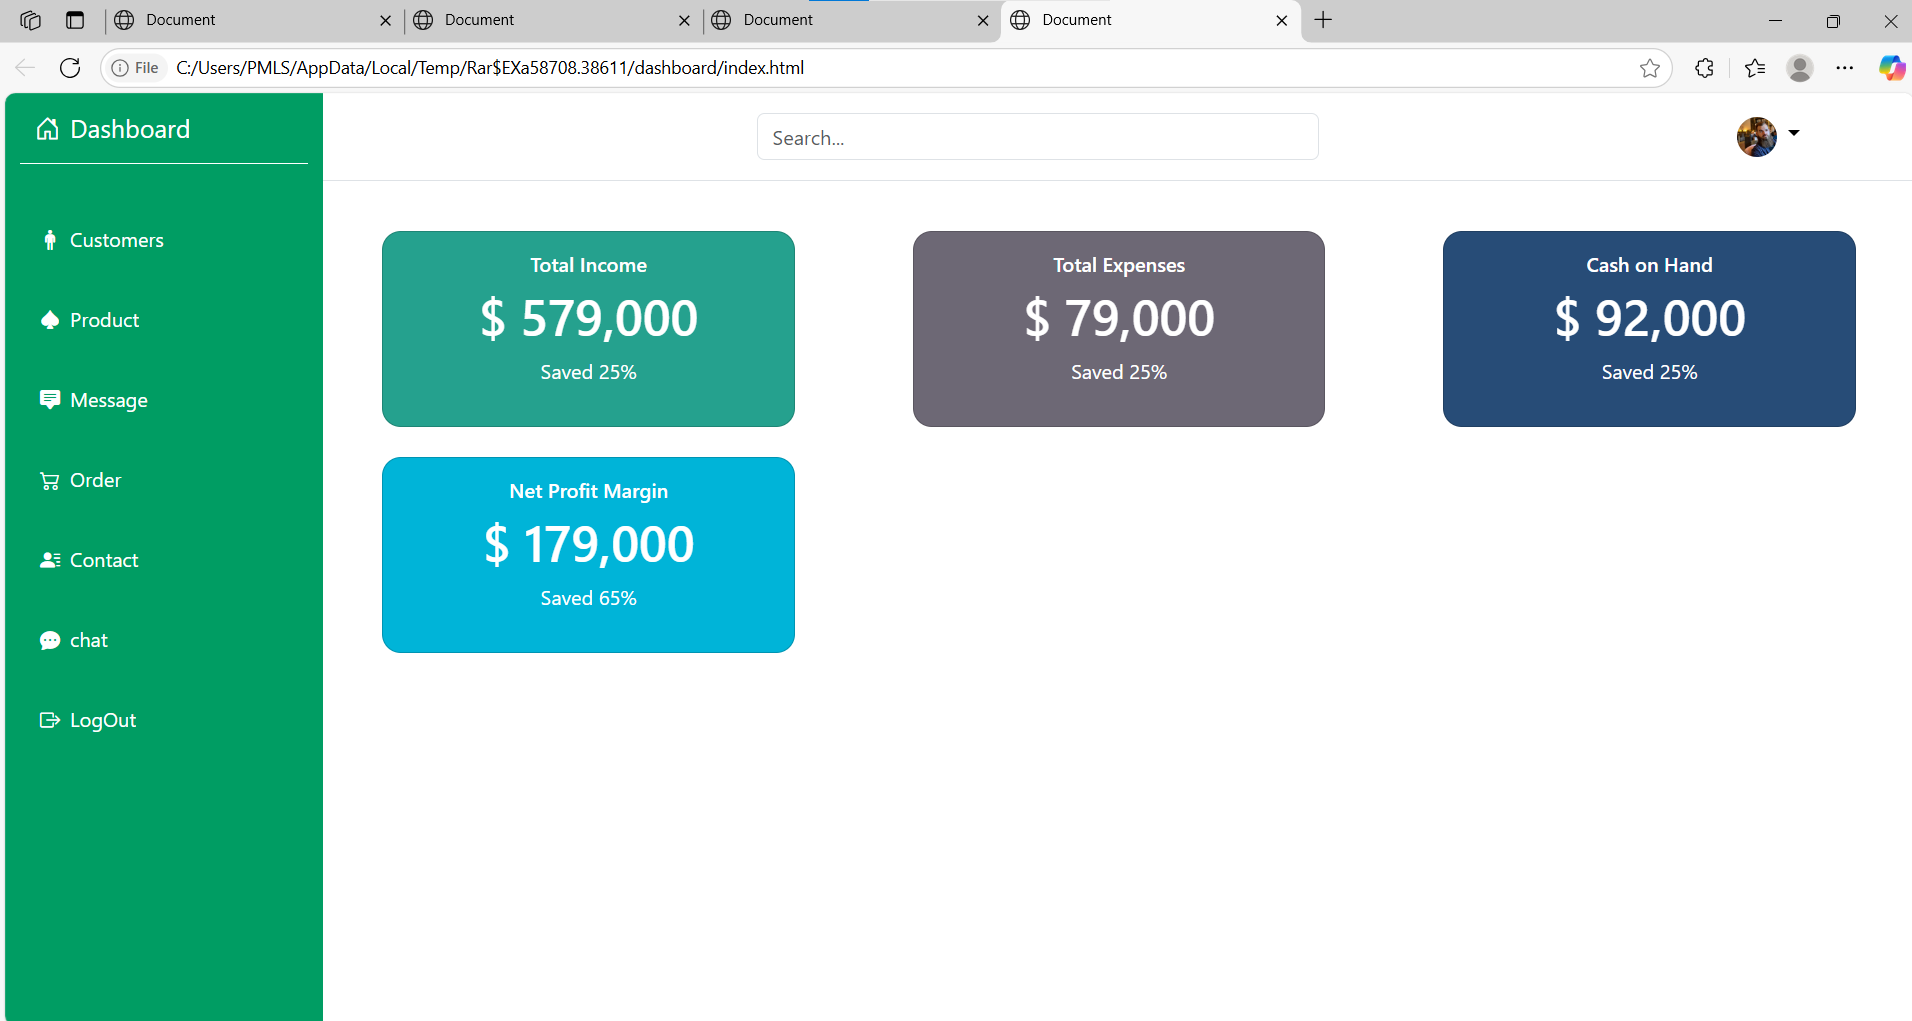 Document
Document
Document
Document
File
C:/Users/PMLS/AppData/Local/Temp/Rar$EXa58708.38611/dashboard/index.html
Dashboard
Search...
Customers
Product
Message
Order
Contact
chat
LogOut
Total Income
$ 579,000
Saved 25%
Total Expenses
$ 79,000
Saved 25%
Cash on Hand
$ 92,000
Saved 25%
Net Profit Margin
$ 179,000
Saved 65%